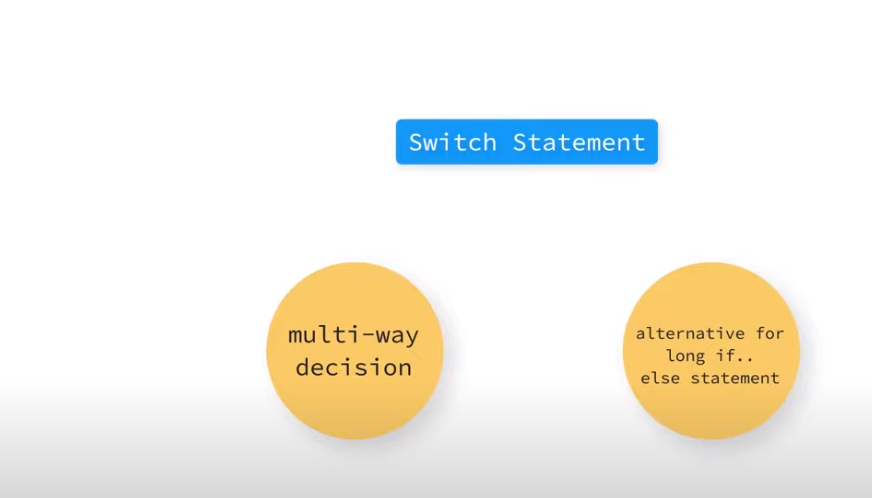 Switch Statement
multi-way
decision
alternative for
long if..
else statement